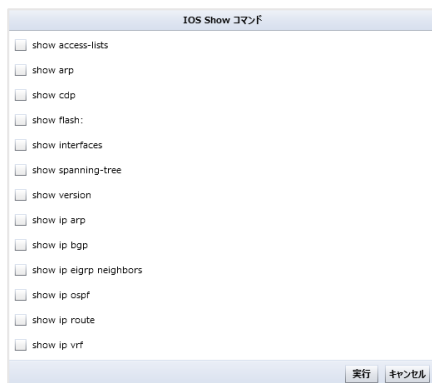 IOS Show コマンド
show access-lists
show arp
show cdp
show flash:
show interfaces
show spanning-tree
show version
show ip arp
show ip bgp
show ip eigrp neighbors
show ip ospf
show ip route
show ip vrf
実行 キャンセル